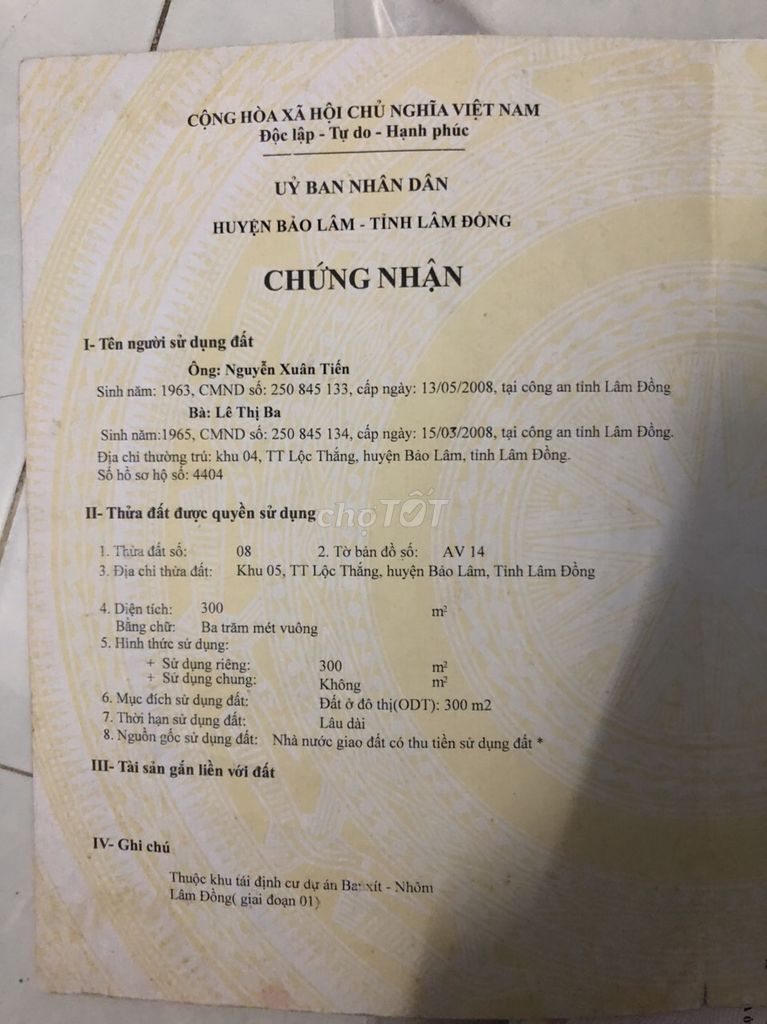 CỘNG HÒA XÃ HỘI CHỦ NGHĨA VIỆT NAM
Độc lập - Tự do - Hạnh phúc
UỶ BAN NHÂN DÂN
HUYỆN BẢO LÂM - TỈNH LÂM ĐỒNG
CHỨNG NHẬN
I- Tên người sử dụng đất
Ông: Nguyễn Xuân Tiến
Sinh năm: 1963, CMND số: 250 845 133, cấp ngày: 13/05/2008, tại công an tỉnh Lâm Đồng
Bà: Lê Thị Ba
Sinh năm:1965, CMND số: 250 845 134, cấp ngày: 15/03/2008, tại công an tỉnh Lâm Đồng.
Địa chỉ thường trú: khu 04, TT Lộc Thắng, huyện Bảo Lâm, tỉnh Lâm Đồng.
Số hồ sơ hộ số: 4404
II- Thửa đất được quyền sử dụng
chợTỐT
1. Thửa đất số: 08 2. Tờ bản đồ số: AV 14
3. Địa chỉ thửa đất: Khu 05, TT Lộc Thắng, huyện Bảo Lâm, Tỉnh Lâm Đồng
4. Diện tích: 300 m²
Bằng chữ: Ba trăm mét vuông
5. Hình thức sử dụng:
+ Sử dụng riêng: 300 m²
+ Sử dụng chung: Không m²
6. Mục đích sử dụng đất: Đất ở đô thị(ODT): 300 m2
7. Thời hạn sử dụng đất: Lâu dài
8. Nguồn gốc sử dụng đất: Nhà nước giao đất có thu tiền sử dụng đất *
III- Tài sản gắn liền với đất
IV- Ghi chú
Thuộc khu tái định cư dự án Bauxít - Nhôm
Lâm Đồng( giai đoạn 01)